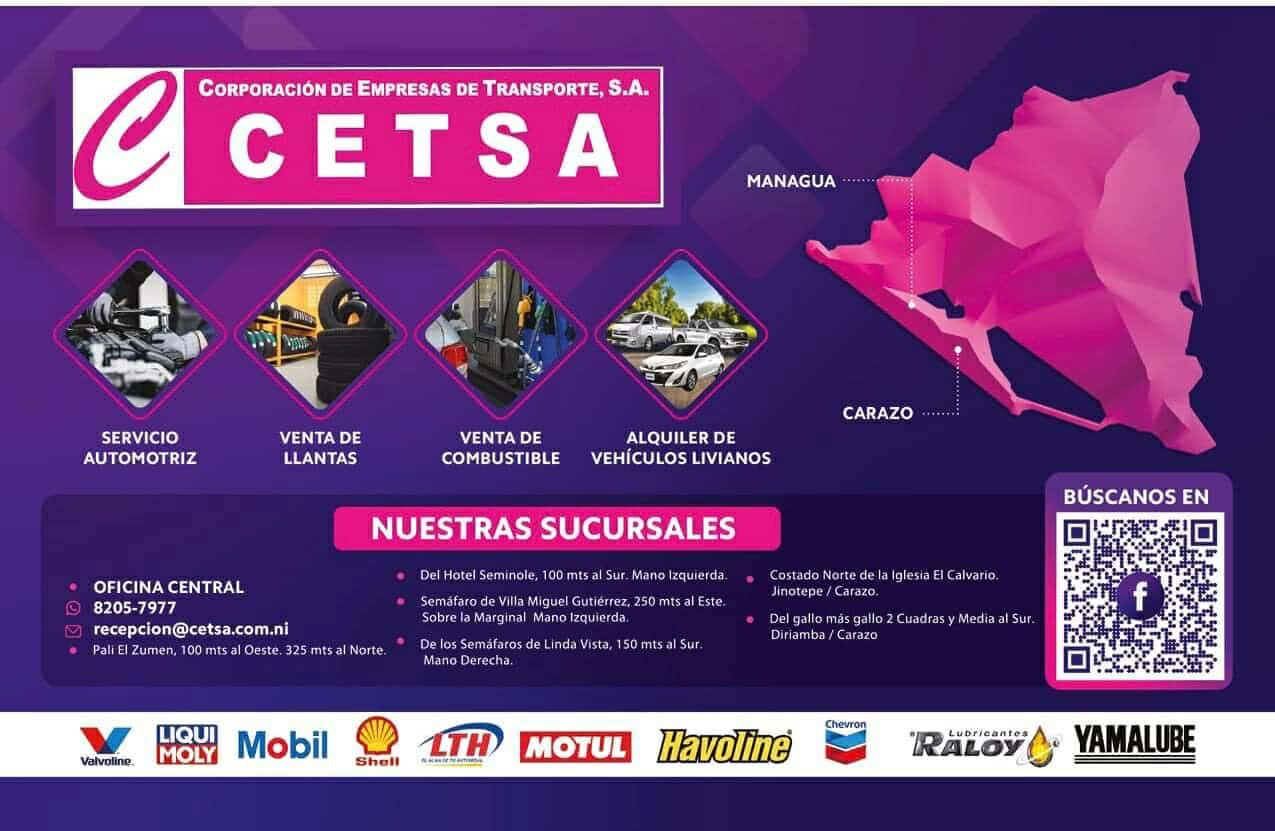 CORPORACIÓN DE EMPRESAS DE TRANSPORTE, S.A.
C CETSA
MANAGUA
CARAZO
SERVICIO
AUTOMOTRIZ
VENTA DE
LLANTAS
VENTA DE
COMBUSTIBLE
ALQUILER DE
VEHÍCULOS LIVIANOS
NUESTRAS SUCURSALES
OFICINA CENTRAL
8205-7977
recepcion@cetsa.com.ni
Pali El Zumen, 100 mts al Oeste. 325 mts al Norte.
Del Hotel Seminole, 100 mts al Sur. Mano Izquierda.
Semáfaro de Villa Miguel Gutiérrez, 250 mts al Este.
Sobre la Marginal Mano Izquierda.
De los Semáfaros de Linda Vista, 150 mts al Sur.
Mano Derecha.
Costado Norte de la Iglesia El Calvario.
Jinotepe / Carazo.
Del gallo más gallo 2 Cuadras y Media al Sur.
Diriamba / Carazo
BÚSCANOS EN
f
Valvoline.
LIQUI
MOLY
Mobil
Shell
LTH
EL ALMA DE TU AUTOMÓVIL
MOTUL
Havoline
Chevron
Lubricantes
RALOY
YAMALUBE